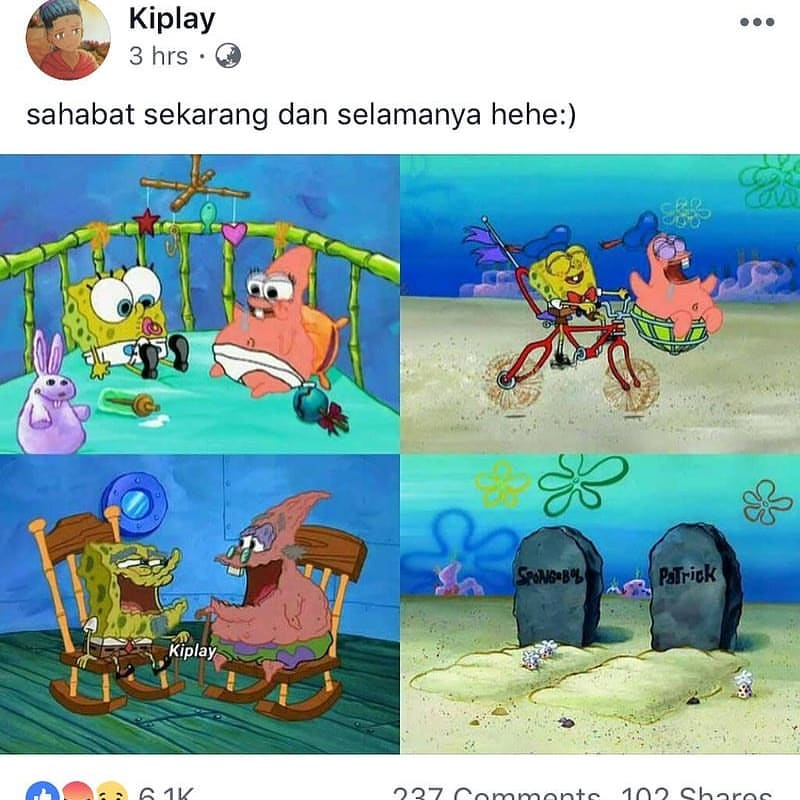 Kiplay
3 hrs ·
sahabat sekarang dan selamanya hehe:)
Kiplay
SPONGEBOB
PaTrick
6.1K
237 Comments 102 Shares